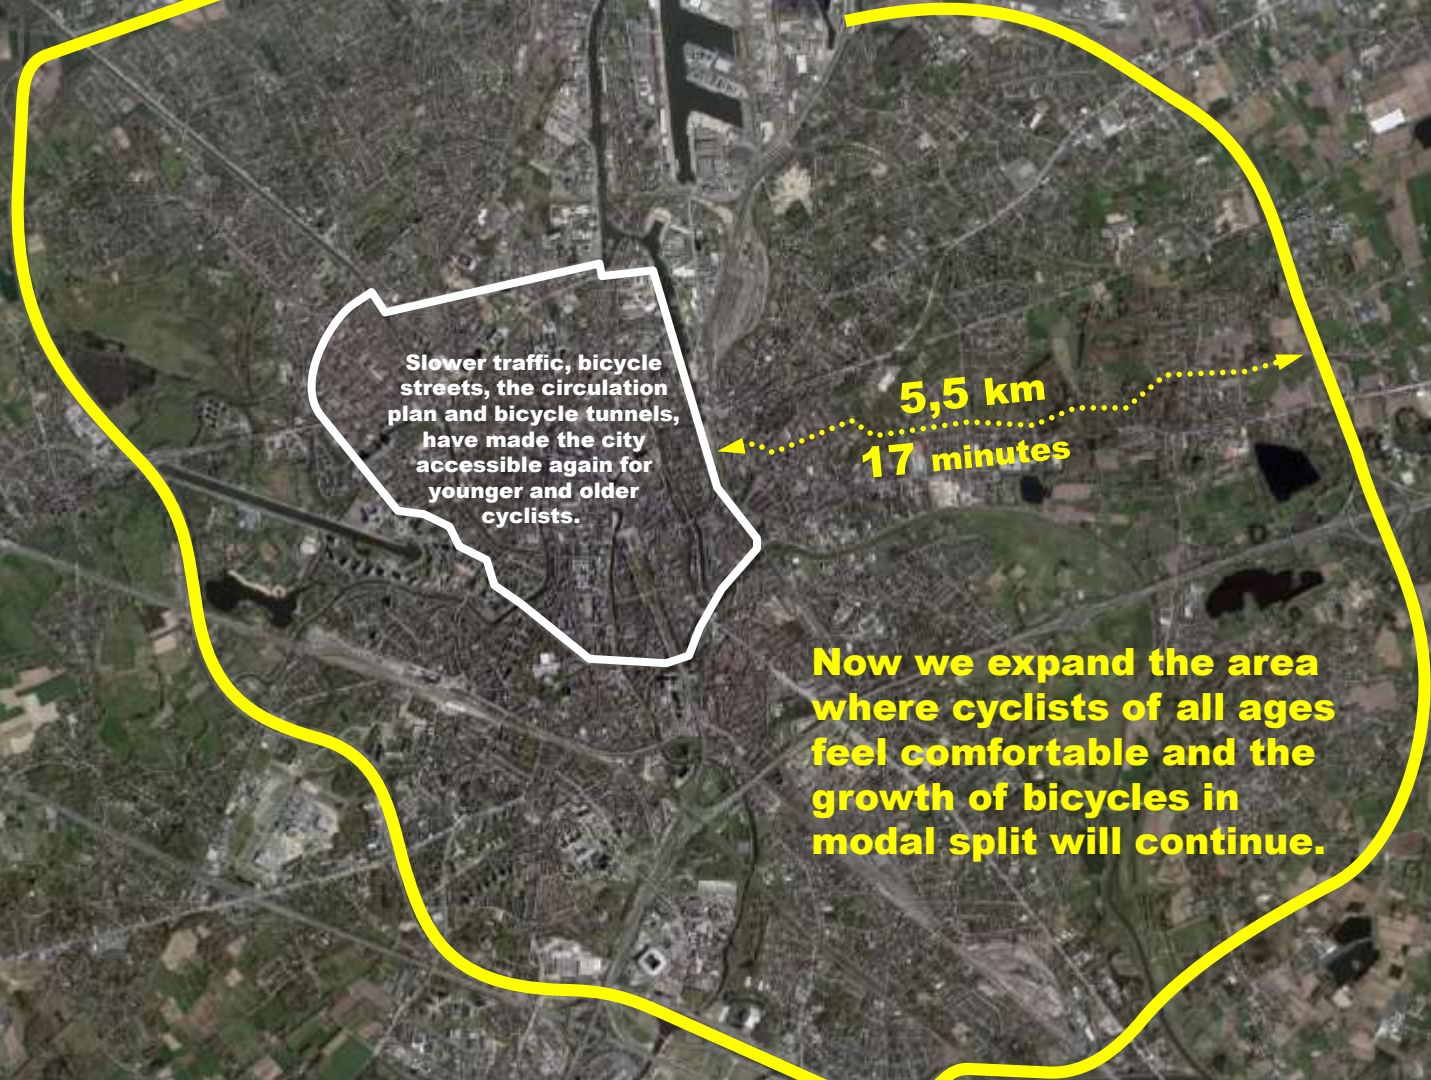 Slower traffic, bicycle
streets, the circulation
plan and bicycle tunnels,
have made the city
accessible again for
younger and older
cyclists.
5,5 km
17 minutes
Now we expand the area
where cyclists of all ages
feel comfortable and the
growth of bicycles in
modal split will continue.